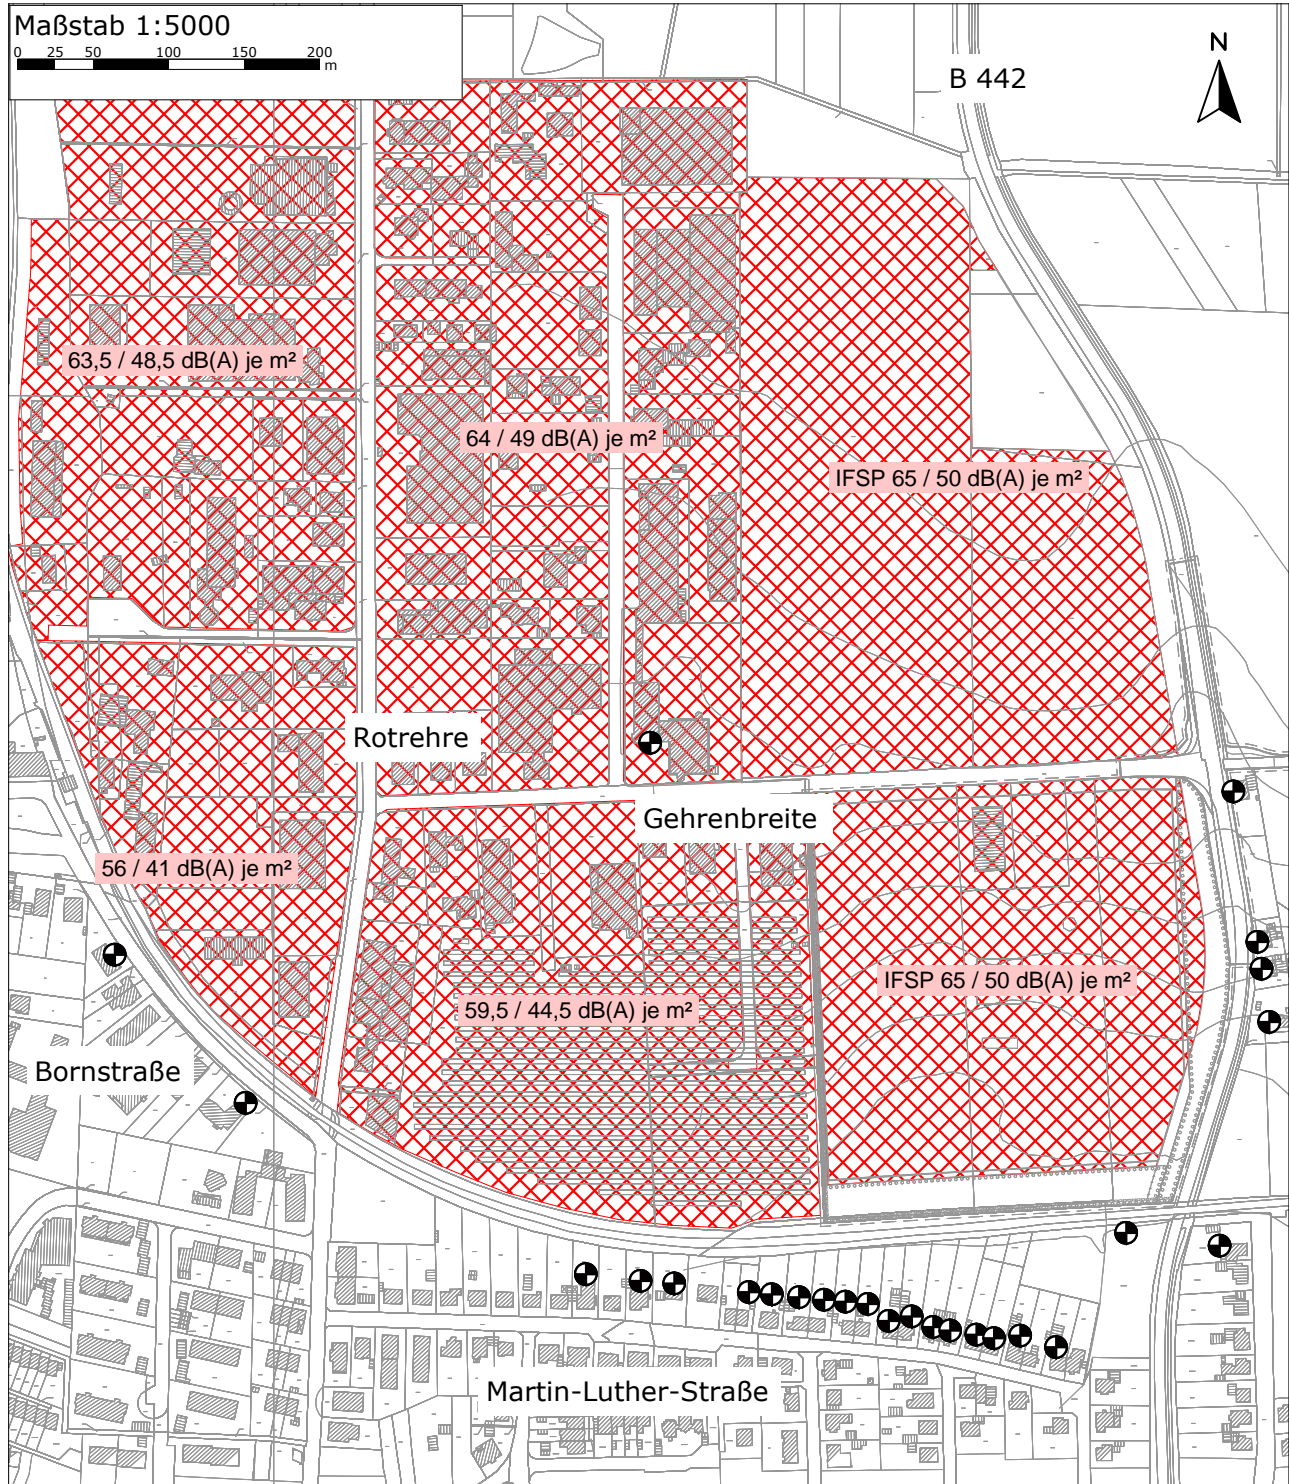 Maßstab 1:5000
0 25 50 100 150 200
m
B 442
N
63,5 / 48,5 dB(A) je m²
64 / 49 dB(A) je m²
IFSP 65 / 50 dB(A) je m²
Rotrehre
Gehrenbreite
56 / 41 dB(A) je m²
59,5 / 44,5 dB(A) je m²
IFSP 65 / 50 dB(A) je m²
Bornstraße
Martin-Luther-Straße